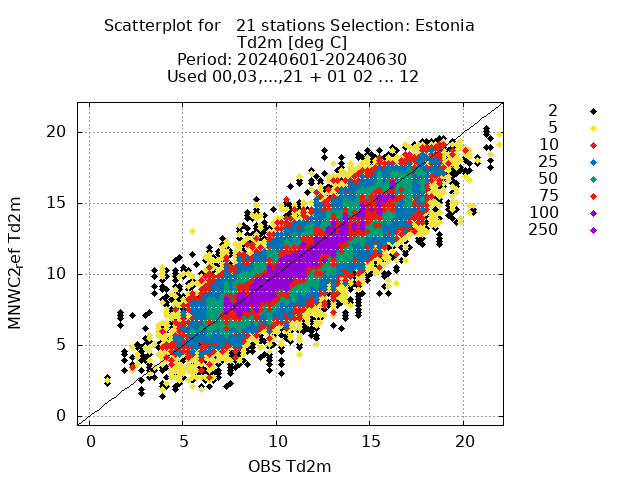 Scatterplot for   21 stations Selection: Estonia
Td2m [deg C]
Period: 20240601-20240630
Used 00,03,...,21 + 01 02 ... 12
2
5
10
25
50
75
100
250
20
15
10
5
0
MNWC2ref Td2m
0 5 10 15 20
OBS Td2m